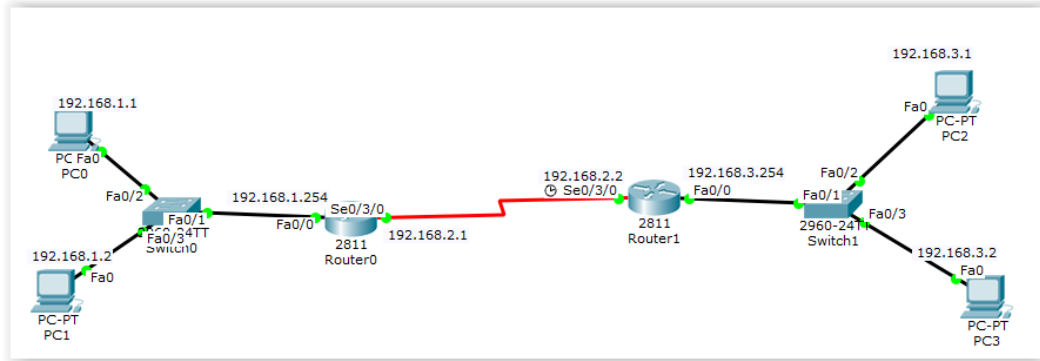 192.168.1.1
PC Fa0
PC0
Fa0/2
192.168.1.2
Fa0
PC-PT
PC1
Fa0/1
Fa0/3
2960-24TT
Switch0
192.168.1.254
Fa0/0
Se0/3/0
2811
Router0
192.168.2.1
192.168.2.2
Se0/3/0
2811
Router1
192.168.3.254
Fa0/0
Fa0/1
Fa0/2
Fa0/3
2960-24TT
Switch1
192.168.3.1
Fa0
PC-PT
PC2
192.168.3.2
Fa0
PC-PT
PC3